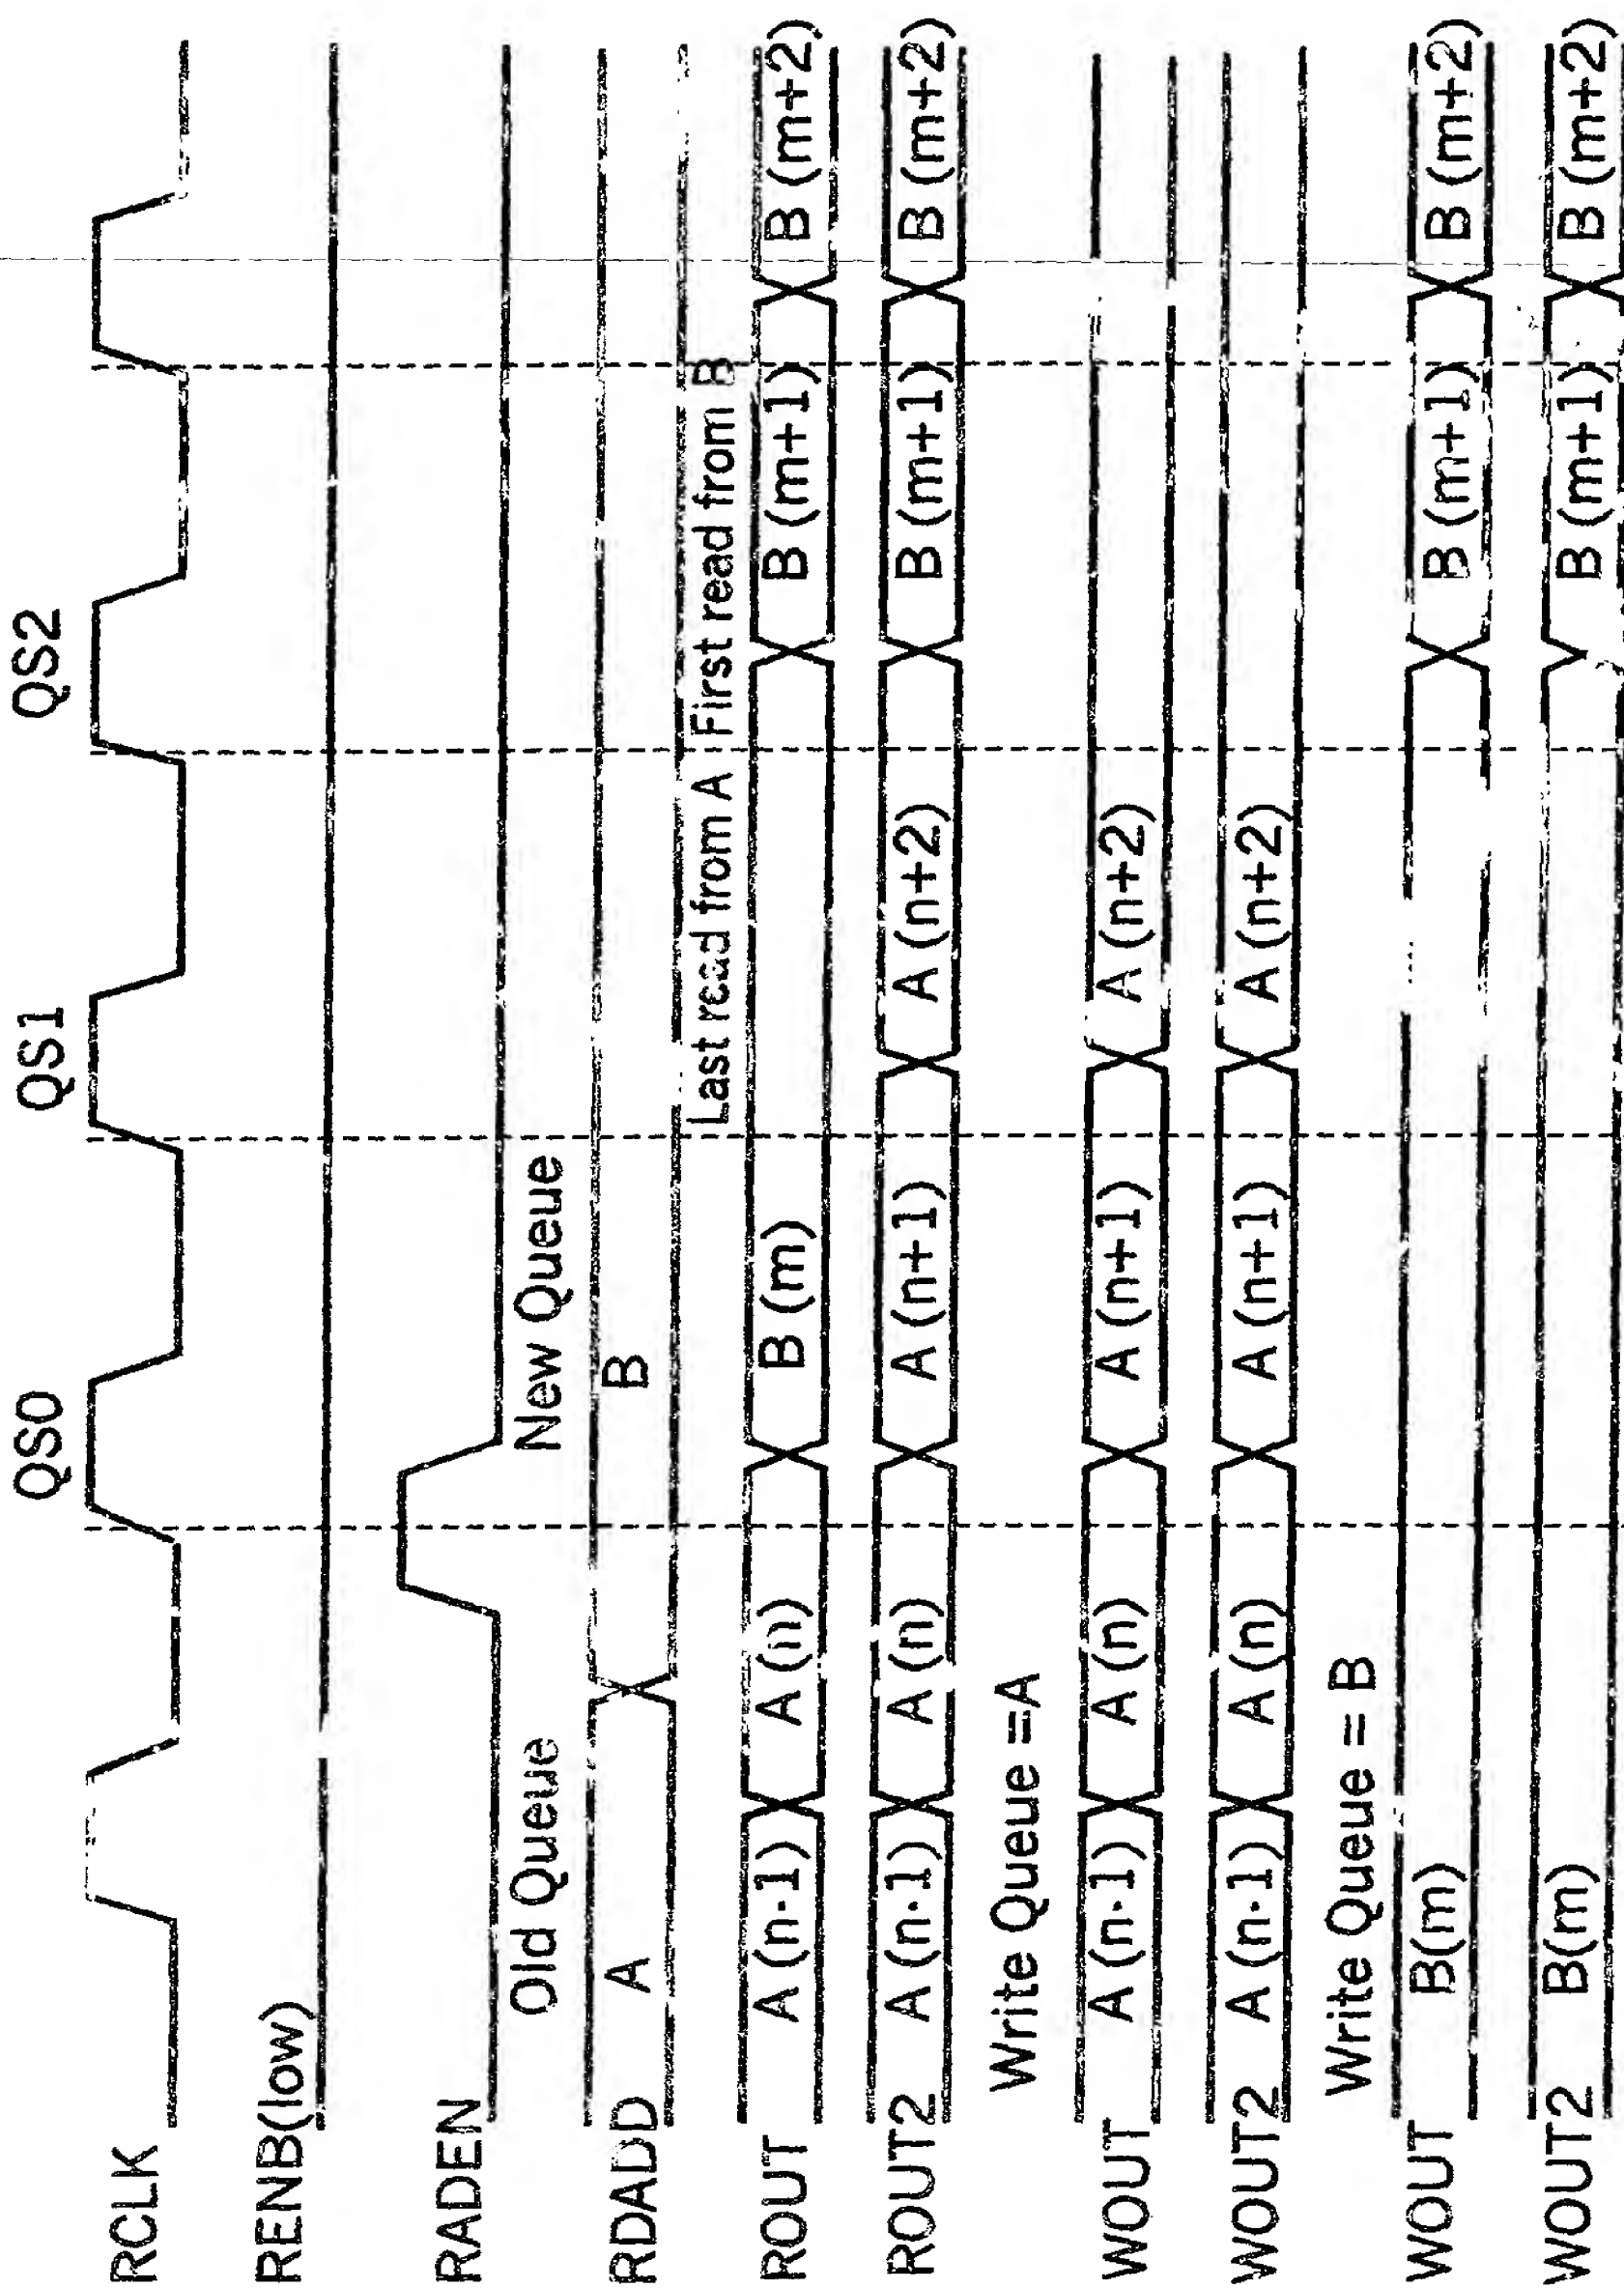 QS0 QS1 QS2
RCLK
RENB(low)
RADEN
Old Queue New Queue
RDADD A B
Last read from A First read from B
ROUT A (n-1) A (n) B (m) B (m+1) B (m+2)
ROUT2 A (n-1) A (n) A (n+1) A (n+2) B (m+1) B (m+2)
Write Queue =A
WOUT A (n-1) A (n) A (n+1) A (n+2)
WOUT2 A (n-1) A (n) A (n+1) A (n+2)
Write Queue = B
WOUT B(m) B (m+1) B (m+2)
WOUT2 B(m) B (m+1) B (m+2)